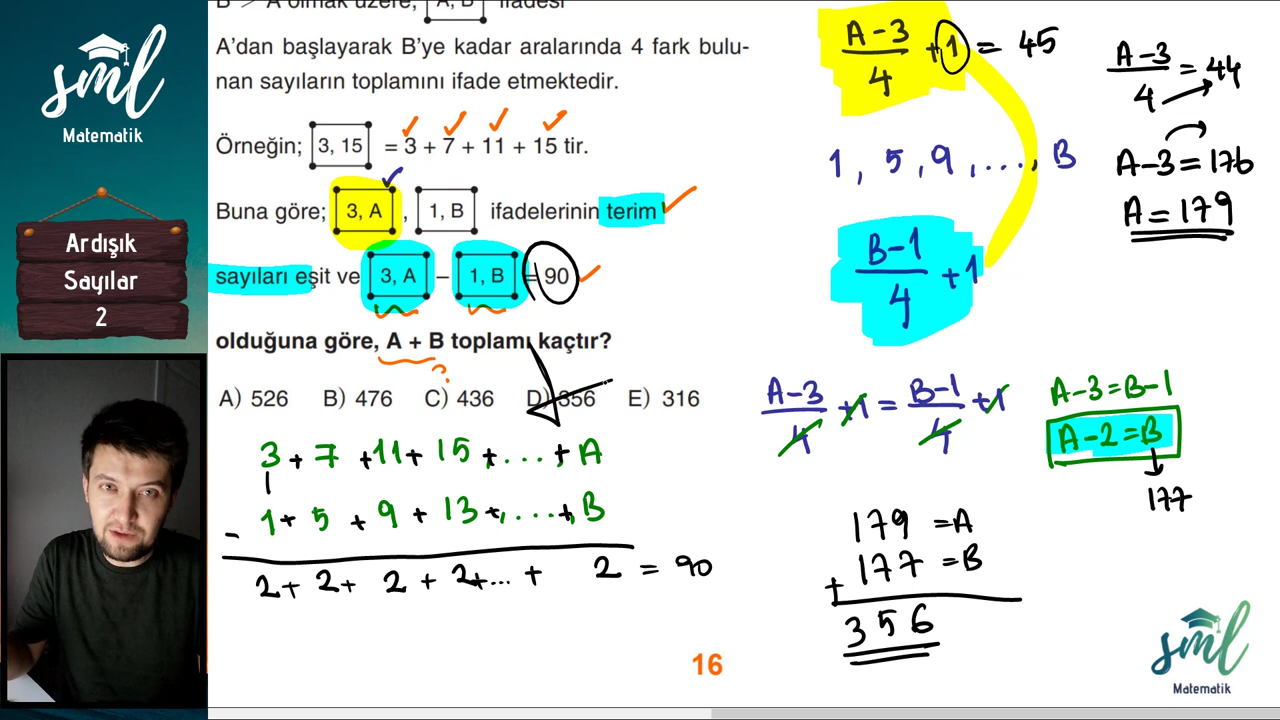 sml
Matematik
Ardışık
Sayılar
2
B > A olmak üzere, A, B ifadesi
A'dan başlayarak B'ye kadar aralarında 4 fark bulu-
nan sayıların toplamını ifade etmektedir.
Örneğin; 3, 15 = 3 + 7 + 11 + 15 tir.
Buna göre; 3, A , 1, B ifadelerinin terim
sayıları eşit ve 3, A – 1, B = 90
olduğuna göre, A + B toplamı kaçtır?
?
A) 526 B) 476 C) 436 D) 356 E) 316
3 + 7 + 11 + 15 + . . . + A
- 1 + 5 + 9 + 13 + . . . + B
2 + 2 + 2 + 2 + ... + 2 = 90
16
A-3/4 + 1 = 45
1, 5, 9, . . . , B
B-1/4 + 1
A-3/4 = 44
A-3 = 176
A = 179
A-3/4 + 1 = B-1/4 + 1
A-3 = B-1
A-2 = B
177
179 = A
+ 177 = B
356
sml
Matematik